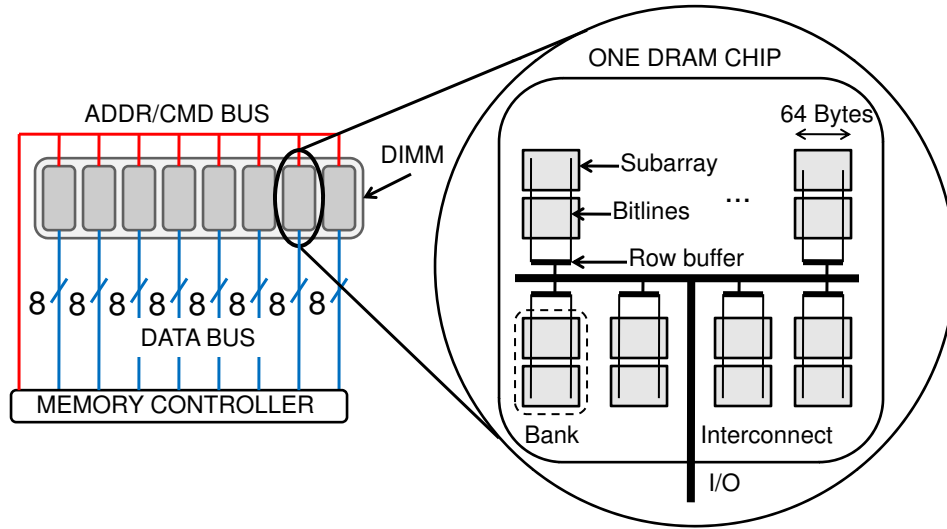 ONE DRAM CHIP
ADDR/CMD BUS
64 Bytes
DIMM
Subarray
...
Bitlines
Row buffer
8 8 8 8 8 8 8 8
DATA BUS
MEMORY CONTROLLER
Bank
Interconnect
I/O